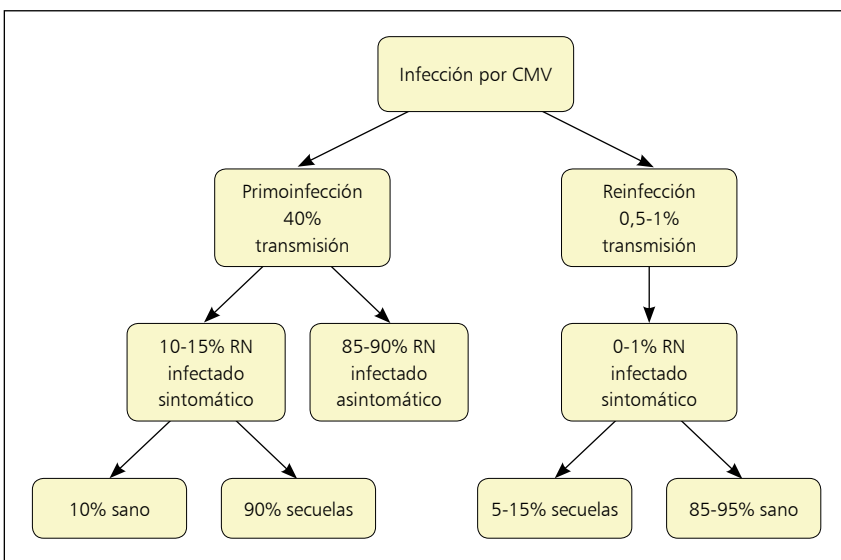 Infección por CMV
Primoinfección
40%
transmisión
Reinfección
0,5-1%
transmisión
10-15% RN
infectado
sintomático
85-90% RN
infectado
asintomático
0-1% RN
infectado
sintomático
10% sano
90% secuelas
5-15% secuelas
85-95% sano